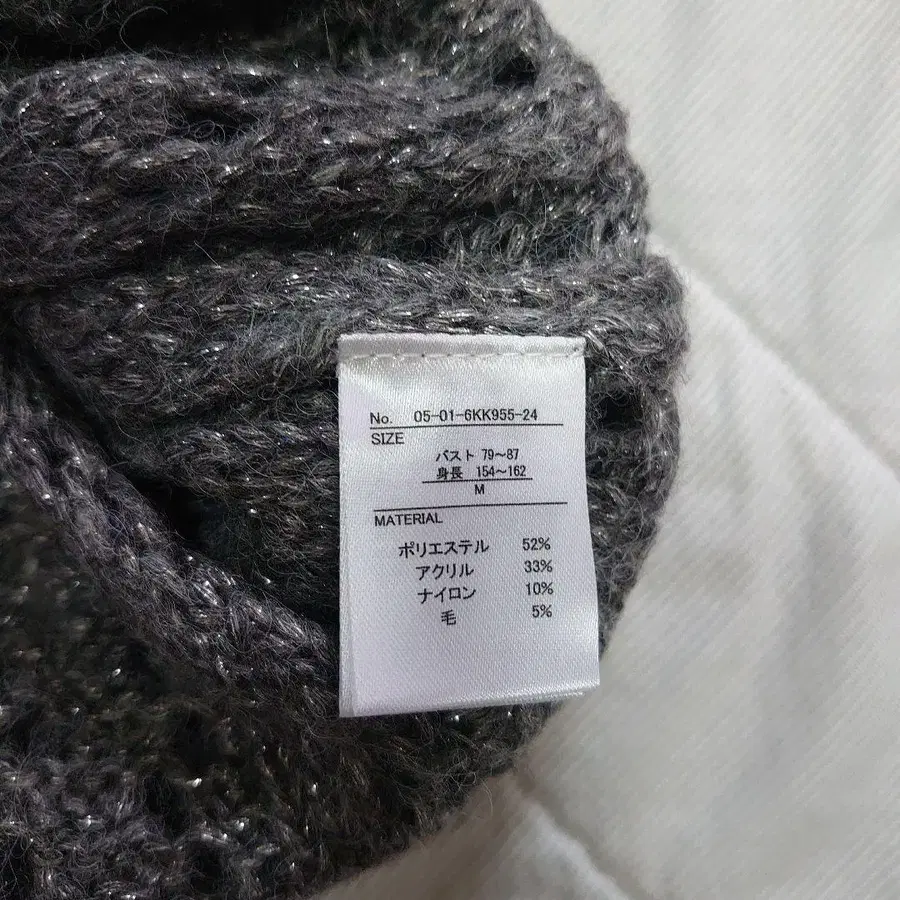 No. 05-01-6KK955-24
SIZE
バスト 79～87
身長 154～162
M
MATERIAL
ポリエステル 52%
アクリル 33%
ナイロン 10%
毛 5%